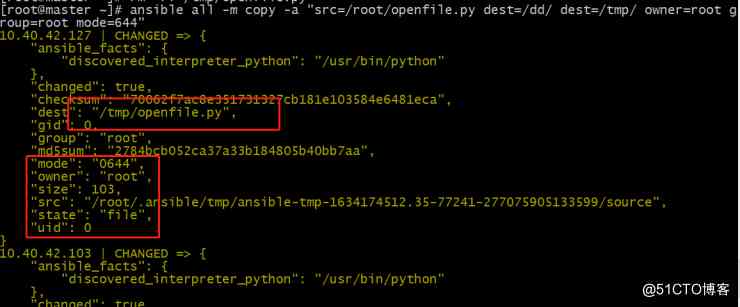 [root@master ~]# ansible all -m copy -a "src=/root/openfile.py dest=/dd/ dest=/tmp/ owner=root g
roup=root mode=644"
10.40.42.127 | CHANGED => {
"ansible_facts": {
"discovered_interpreter_python": "/usr/bin/python"
},
"changed": true,
"checksum": "70062f7ac8e351731327cb181e103584e6481eca",
"dest": "/tmp/openfile.py",
"gid": 0,
"group": "root",
"md5sum": "2784bcb052ca37a33b184805b40bb7aa",
"mode": "0644",
"owner": "root",
"size": 103,
"src": "/root/.ansible/tmp/ansible-tmp-1634174512.35-77241-277075905133599/source",
"state": "file",
"uid": 0
}
10.40.42.103 | CHANGED => {
"ansible_facts": {
"discovered_interpreter_python": "/usr/bin/python"
},
"changed": true,
@51CTO博客